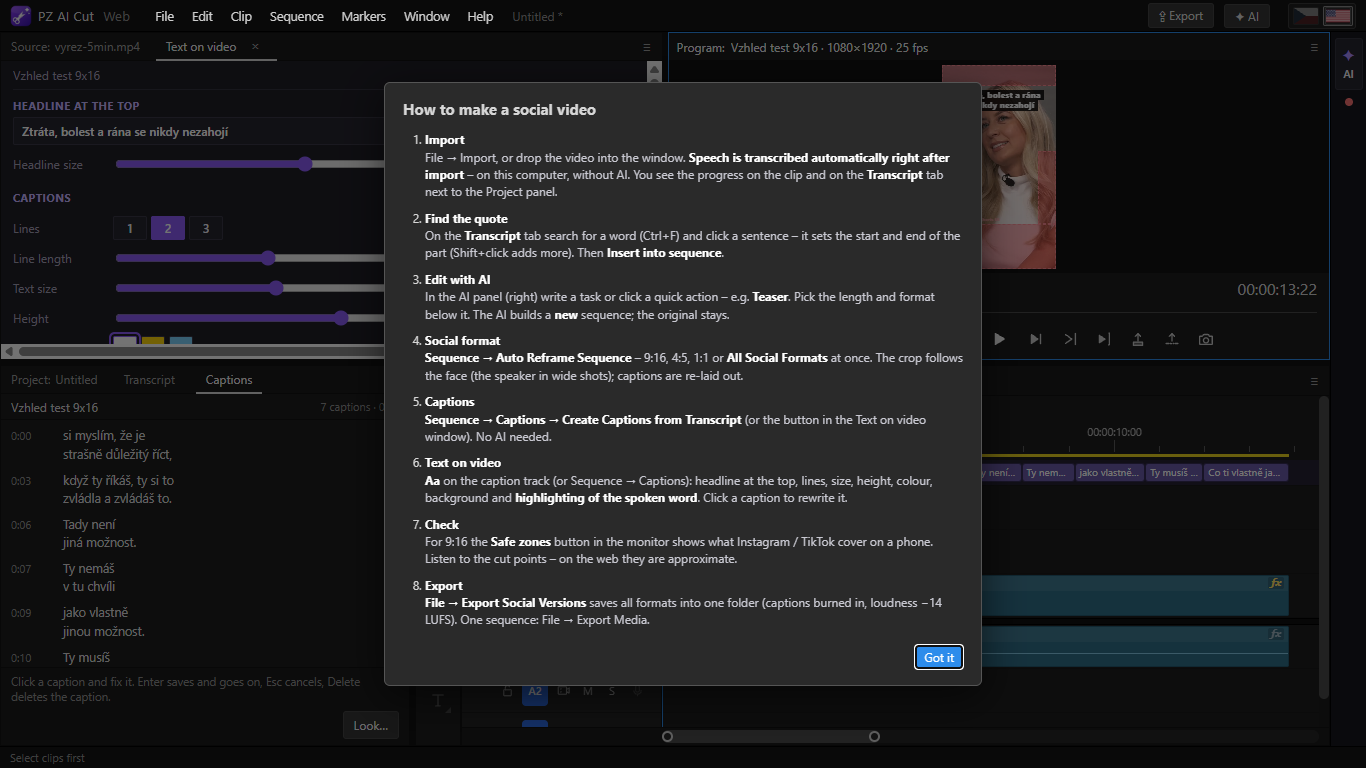 PZ AI Cut Web File Edit Clip Sequence Markers Window Help Untitled * Export AI
Source: vyrez-5min.mp4 Text on video ×
Program: Vzhled test 9x16 · 1080×1920 · 25 fps
Vzhled test 9x16
AI
HEADLINE AT THE TOP
Ztráta, bolest a rána se nikdy nezahojí
Headline size
CAPTIONS
Lines 1 2 3
Line length
Text size
Height
, bolest a rána
kdy nezahojí
00:00:13:22
How to make a social video
1. Import
File → Import, or drop the video into the window. Speech is transcribed automatically right after
import – on this computer, without AI. You see the progress on the clip and on the Transcript tab
next to the Project panel.
2. Find the quote
On the Transcript tab search for a word (Ctrl+F) and click a sentence – it sets the start and end of the
part (Shift+click adds more). Then Insert into sequence.
3. Edit with AI
In the AI panel (right) write a task or click a quick action – e.g. Teaser. Pick the length and format
below it. The AI builds a new sequence; the original stays.
4. Social format
Sequence → Auto Reframe Sequence – 9:16, 4:5, 1:1 or All Social Formats at once. The crop follows
the face (the speaker in wide shots); captions are re-laid out.
5. Captions
Sequence → Captions → Create Captions from Transcript (or the button in the Text on video
window). No AI needed.
6. Text on video
Aa on the caption track (or Sequence → Captions): headline at the top, lines, size, height, colour,
background and highlighting of the spoken word. Click a caption to rewrite it.
7. Check
For 9:16 the Safe zones button in the monitor shows what Instagram / TikTok cover on a phone.
Listen to the cut points – on the web they are approximate.
8. Export
File → Export Social Versions saves all formats into one folder (captions burned in, loudness −14
LUFS). One sequence: File → Export Media.
Got it
Project: Untitled Transcript Captions
Vzhled test 9x16 7 captions · 0
0:00 si myslím, že je
strašně důležitý říct,
0:03 když ty říkáš, ty si to
zvládla a zvládáš to.
0:06 Tady není
jiná možnost.
0:07 Ty nemáš
v tu chvíli
0:09 jako vlastně
jinou možnost.
0:10 Ty musíš
Click a caption and fix it. Enter saves and goes on, Esc cancels, Delete
deletes the caption.
Look...
00:00:10:00
y není... Ty nem... jako vlastně... Ty musíš ... Co ti vlastně ja...
fx
fx
T A2 M S
Select clips first